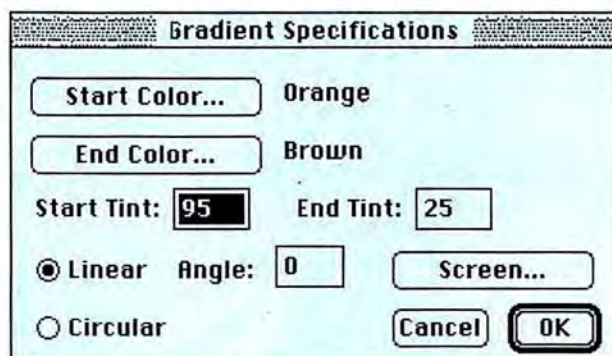 Gradient Specifications
Start Color... Orange
End Color... Brown
Start Tint: 95 End Tint: 25
Linear Angle: 0 Screen...
Circular Cancel OK